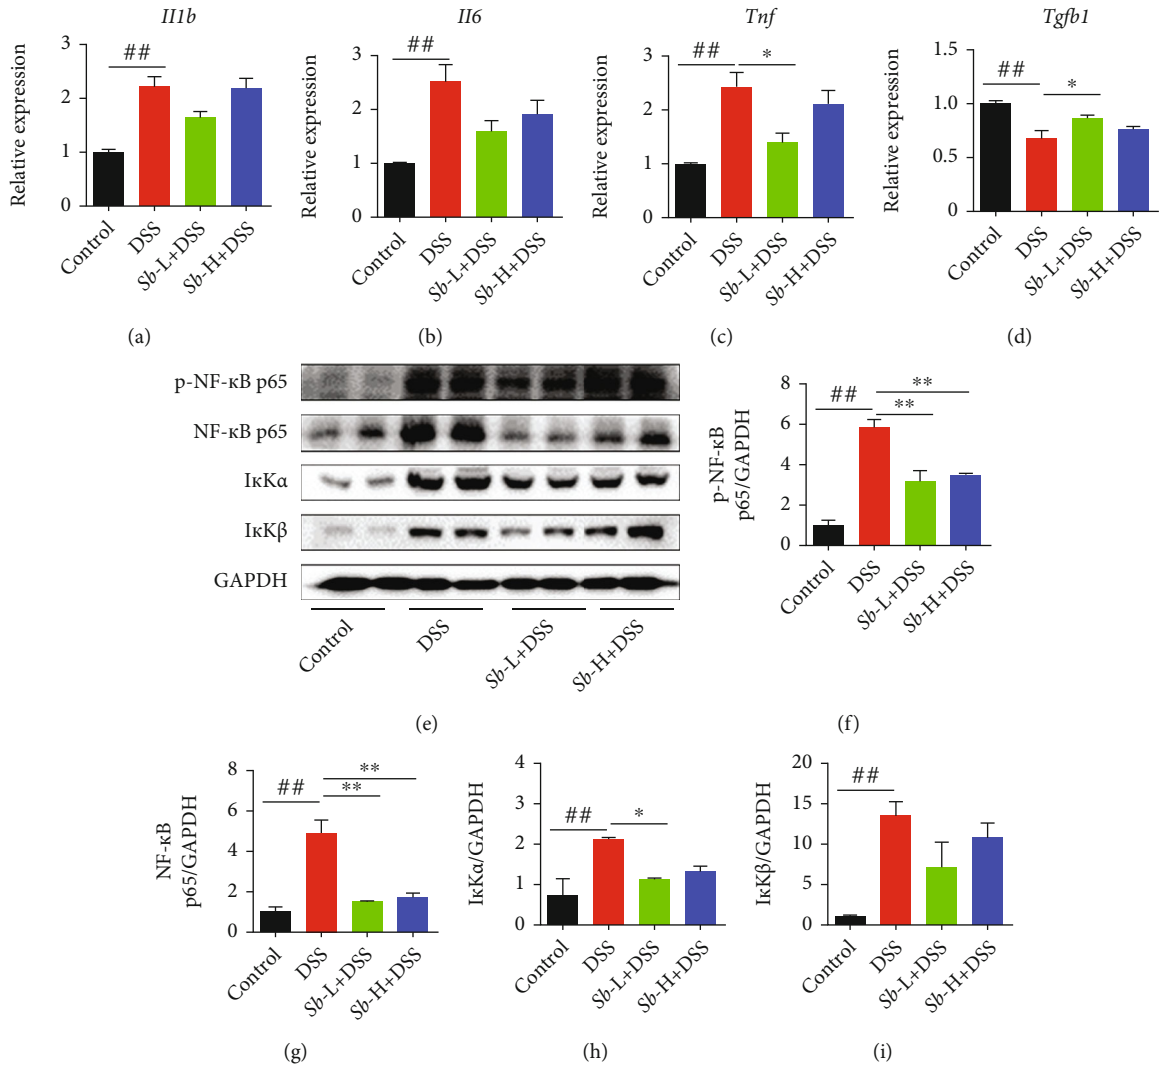 Il1b
Relative expression
3
2
1
0
##
Control
DSS
Sb-L+DSS
Sb-H+DSS
(a)
Il6
Relative expression
3
2
1
0
##
Control
DSS
Sb-L+DSS
Sb-H+DSS
(b)
Tnf
Relative expression
3
2
1
0
##
*
Control
DSS
Sb-L+DSS
Sb-H+DSS
(c)
Tgfb1
Relative expression
1.5
1.0
0.5
0.0
##
*
Control
DSS
Sb-L+DSS
Sb-H+DSS
(d)
p-NF-κB p65
NF-κB p65
IκKα
IκKβ
GAPDH
Control
DSS
Sb-L+DSS
Sb-H+DSS
(e)
p-NF-κB
p65/GAPDH
8
6
4
2
0
##
**
**
Control
DSS
Sb-L+DSS
Sb-H+DSS
(f)
NF-κB
p65/GAPDH
8
6
4
2
0
##
**
**
Control
DSS
Sb-L+DSS
Sb-H+DSS
(g)
IκKα/GAPDH
4
3
2
1
0
##
*
Control
DSS
Sb-L+DSS
Sb-H+DSS
(h)
IκKβ/GAPDH
20
15
10
5
0
##
Control
DSS
Sb-L+DSS
Sb-H+DSS
(i)